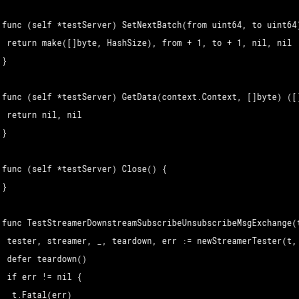 func (self *testServer) SetNextBatch(from uint64, to uint64)
return make([]byte, HashSize), from + 1, to + 1, nil, nil
}
func (self *testServer) GetData(context.Context, []byte) ([
return nil, nil
}
func (self *testServer) Close() {
}
func TestStreamerDownstreamSubscribeUnsubscribeMsgExchange(t
tester, streamer, _, teardown, err := newStreamerTester(t,
defer teardown()
if err != nil {
t.Fatal(err)